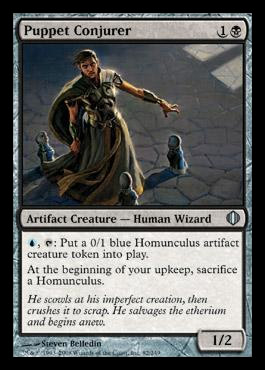 Puppet Conjurer 1
Artifact Creature — Human Wizard
: Put a 0/1 blue Homunculus artifact
creature token into play.
At the beginning of your upkeep, sacrifice
a Homunculus.
He scowls at his imperfect creation, then
crushes it to scrap. He salvages the etherium
and begins anew.
Steven Belledin
1/2